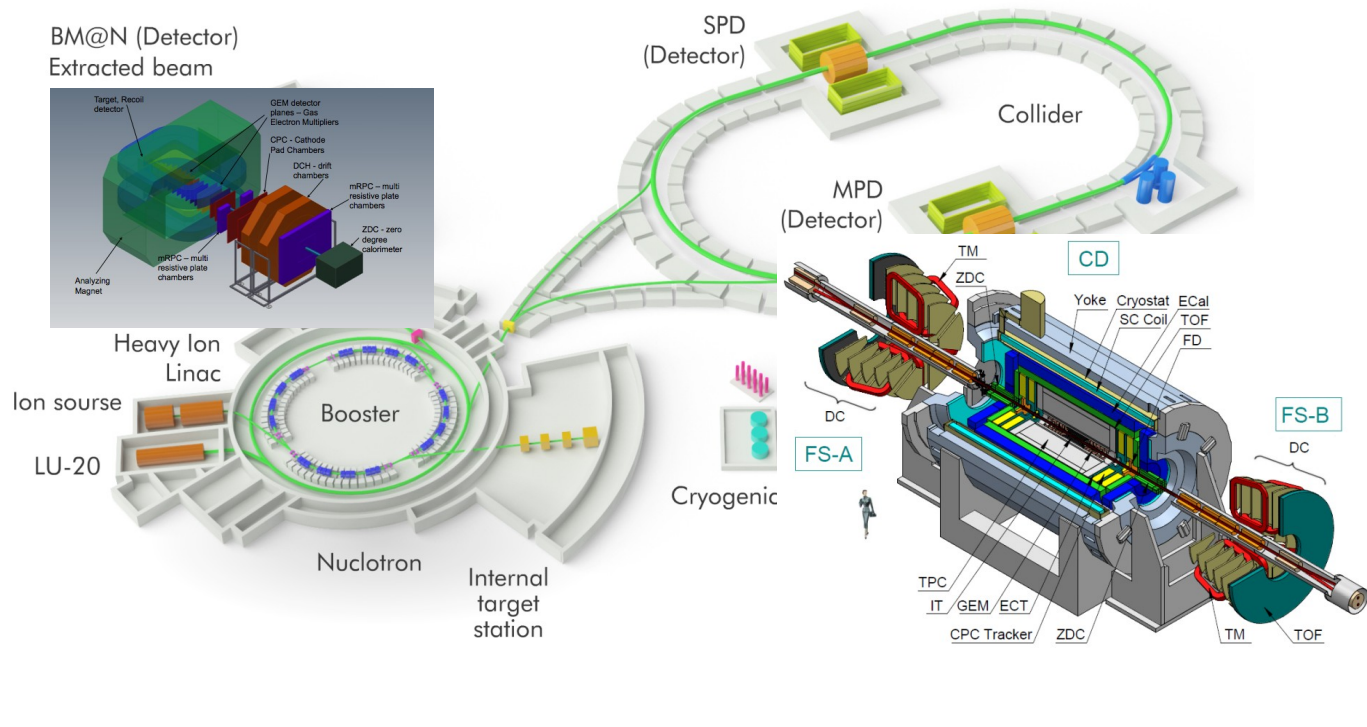 BM@N (Detector)
Extracted beam
Target, Recoil
detector
GEM detector
planes – Gas
Electron Multipliers
CPC - Cathode
Pad Chambers
DCH - drift
chambers
mRPC – multi
resistive plate
chambers
ZDC - zero
degree
calorimeter
mRPC – multi
resistive plate
chambers
Analyzing
Magnet
SPD
(Detector)
Collider
MPD
(Detector)
Heavy Ion
Linac
Ion sourse
LU-20
Booster
Nuclotron
Internal
target
station
Cryogenic
CD
TM
ZDC
Yoke
Cryostat
SC Coil
ECal
TOF
FD
DC
FS-A
FS-B
DC
TPC
IT
GEM
ECT
CPC Tracker
ZDC
TM
TOF